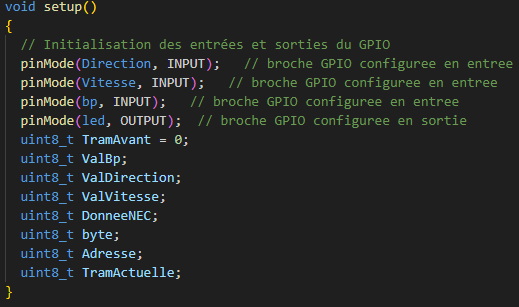 void setup()
{
  // Initialisation des entrées et sorties du GPIO
  pinMode(Direction, INPUT);   // broche GPIO configuree en entree
  pinMode(Vitesse, INPUT);   // broche GPIO configuree en entree
  pinMode(bp, INPUT);   // broche GPIO configuree en entree
  pinMode(led, OUTPUT);  // broche GPIO configuree en sortie
  uint8_t TramAvant = 0;
  uint8_t ValBp;
  uint8_t ValDirection;
  uint8_t ValVitesse;
  uint8_t DonneeNEC;
  uint8_t byte;
  uint8_t Adresse;
  uint8_t TramActuelle;
}